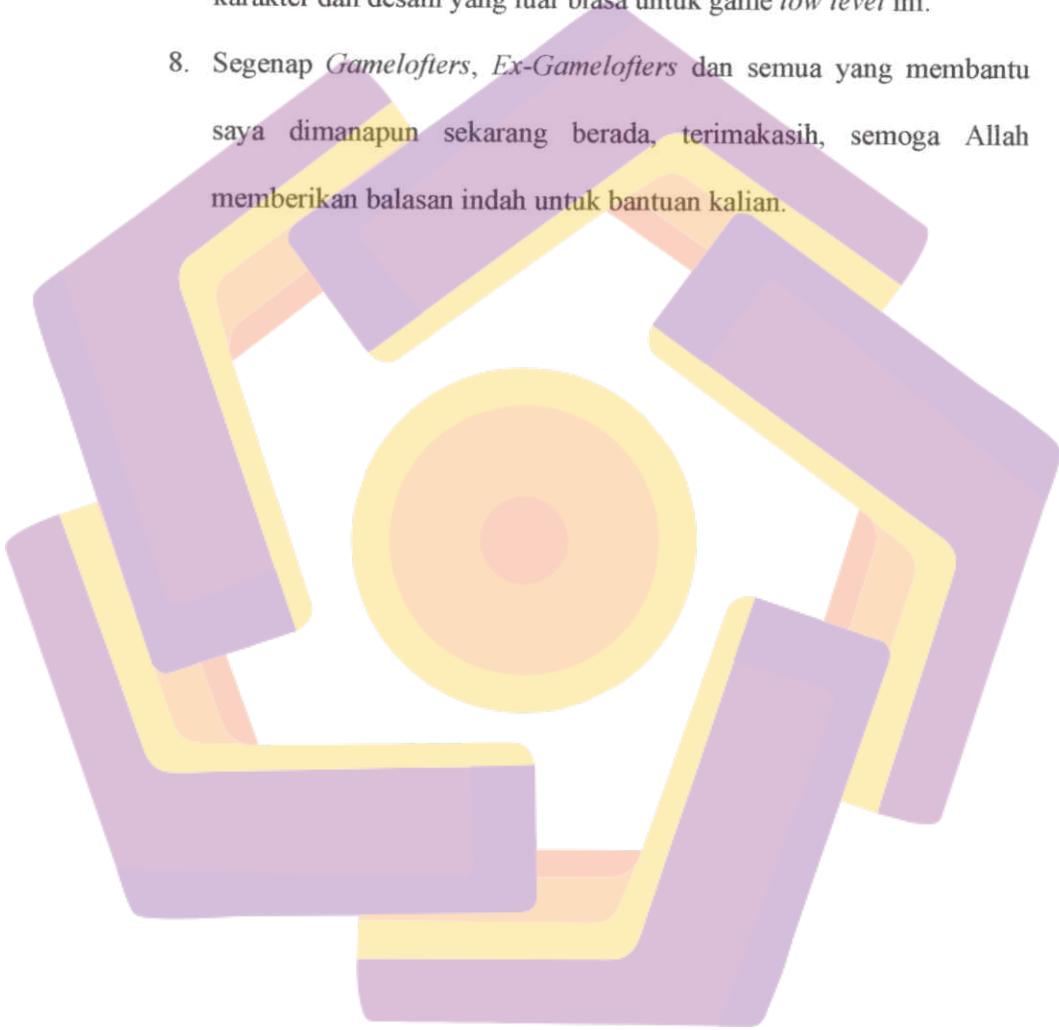 karakter dan desain yang luar biasa untuk game low level ini.
8. Segenap Gamelofters, Ex-Gamelofters dan semua yang membantu
saya dimanapun sekarang berada, terimakasih, semoga Allah
memberikan balasan indah untuk bantuan kalian.